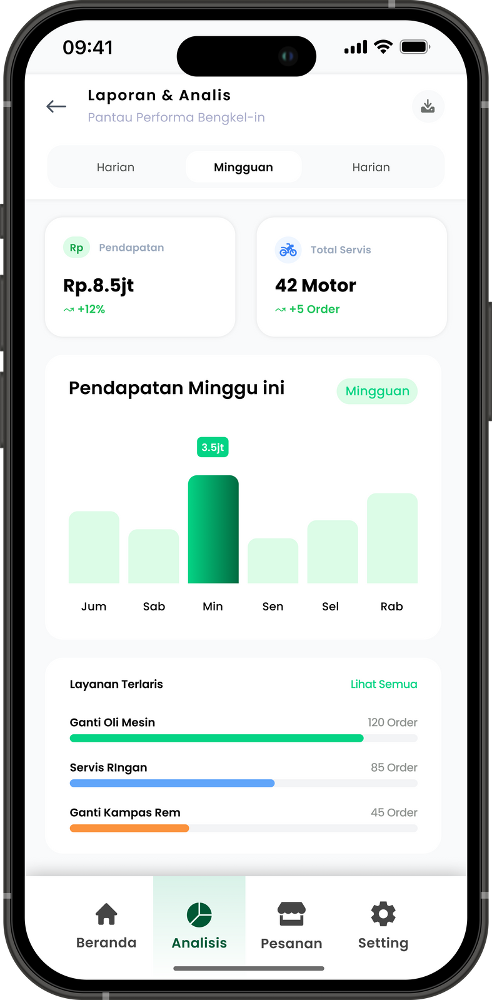 09:41
Laporan & Analis
Pantau Performa Bengkel-in
Harian Mingguan Harian
Rp Pendapatan
Rp.8.5jt
+12%
Total Servis
42 Motor
+5 Order
Pendapatan Minggu ini
Mingguan
3.5jt
Jum Sab Min Sen Sel Rab
Layanan Terlaris Lihat Semua
Ganti Oli Mesin 120 Order
Servis RIngan 85 Order
Ganti Kampas Rem 45 Order
Beranda Analisis Pesanan Setting